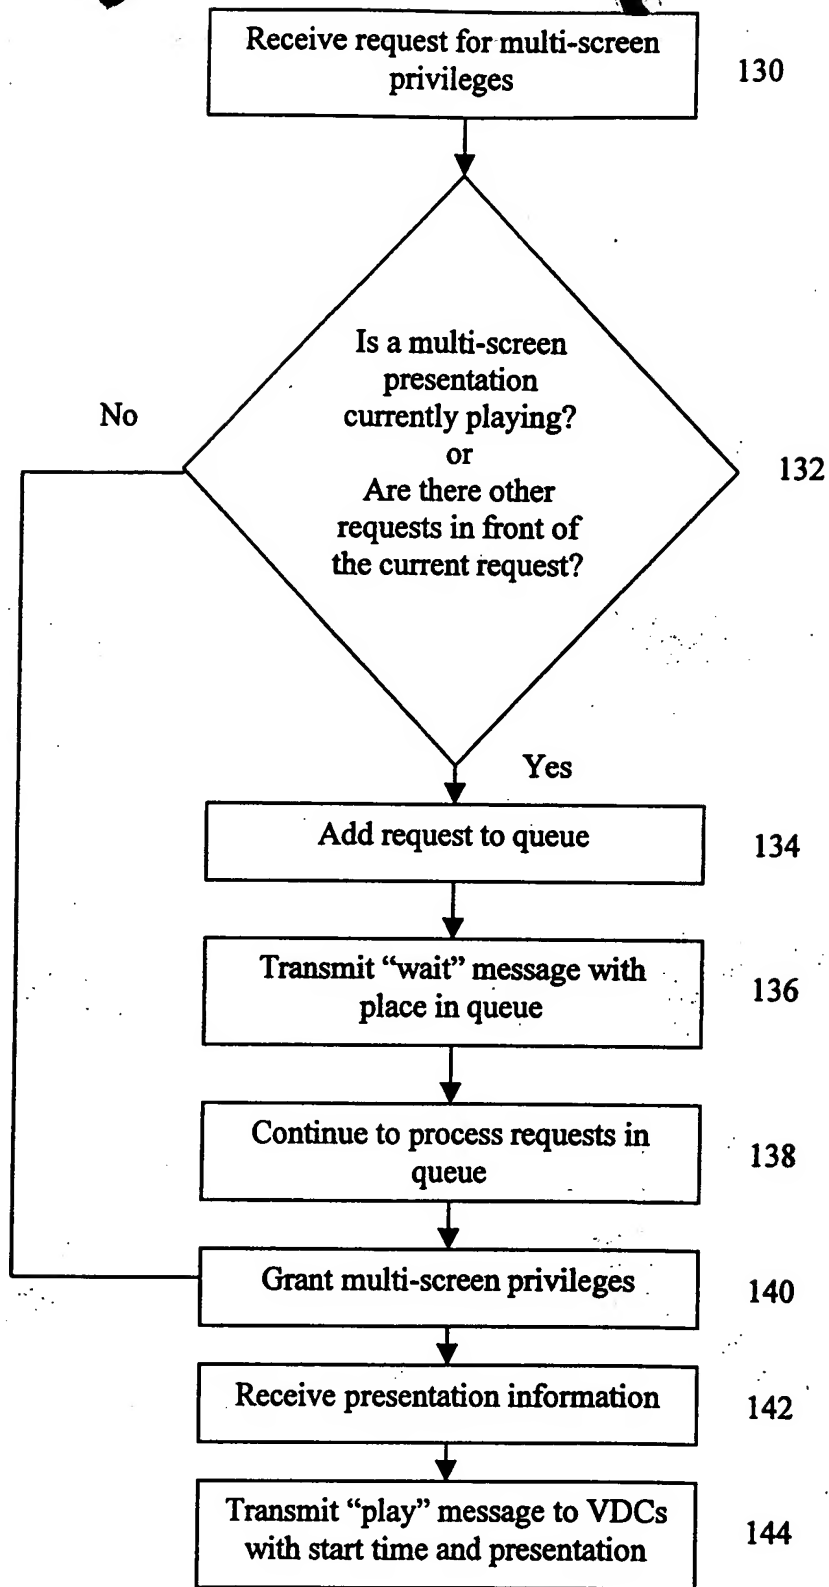 Receive request for multi-screen
privileges
130
Is a multi-screen
presentation
currently playing?
or
Are there other
requests in front of
the current request?
No
132
Yes
Add request to queue
134
Transmit “wait” message with
place in queue
136
Continue to process requests in
queue
138
Grant multi-screen privileges
140
Receive presentation information
142
Transmit “play” message to VDCs
with start time and presentation
144